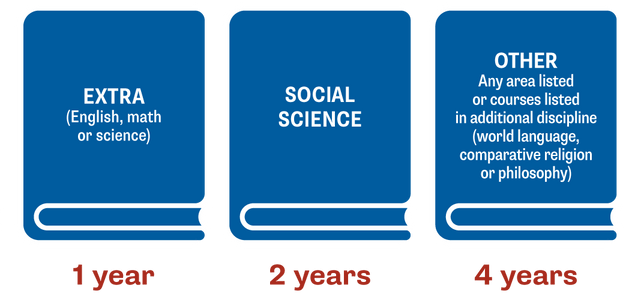 EXTRA
(English, math
or science)
SOCIAL
SCIENCE
OTHER
Any area listed
or courses listed
in additional discipline
(world language,
comparative religion
or philosophy)
1 year
2 years
4 years